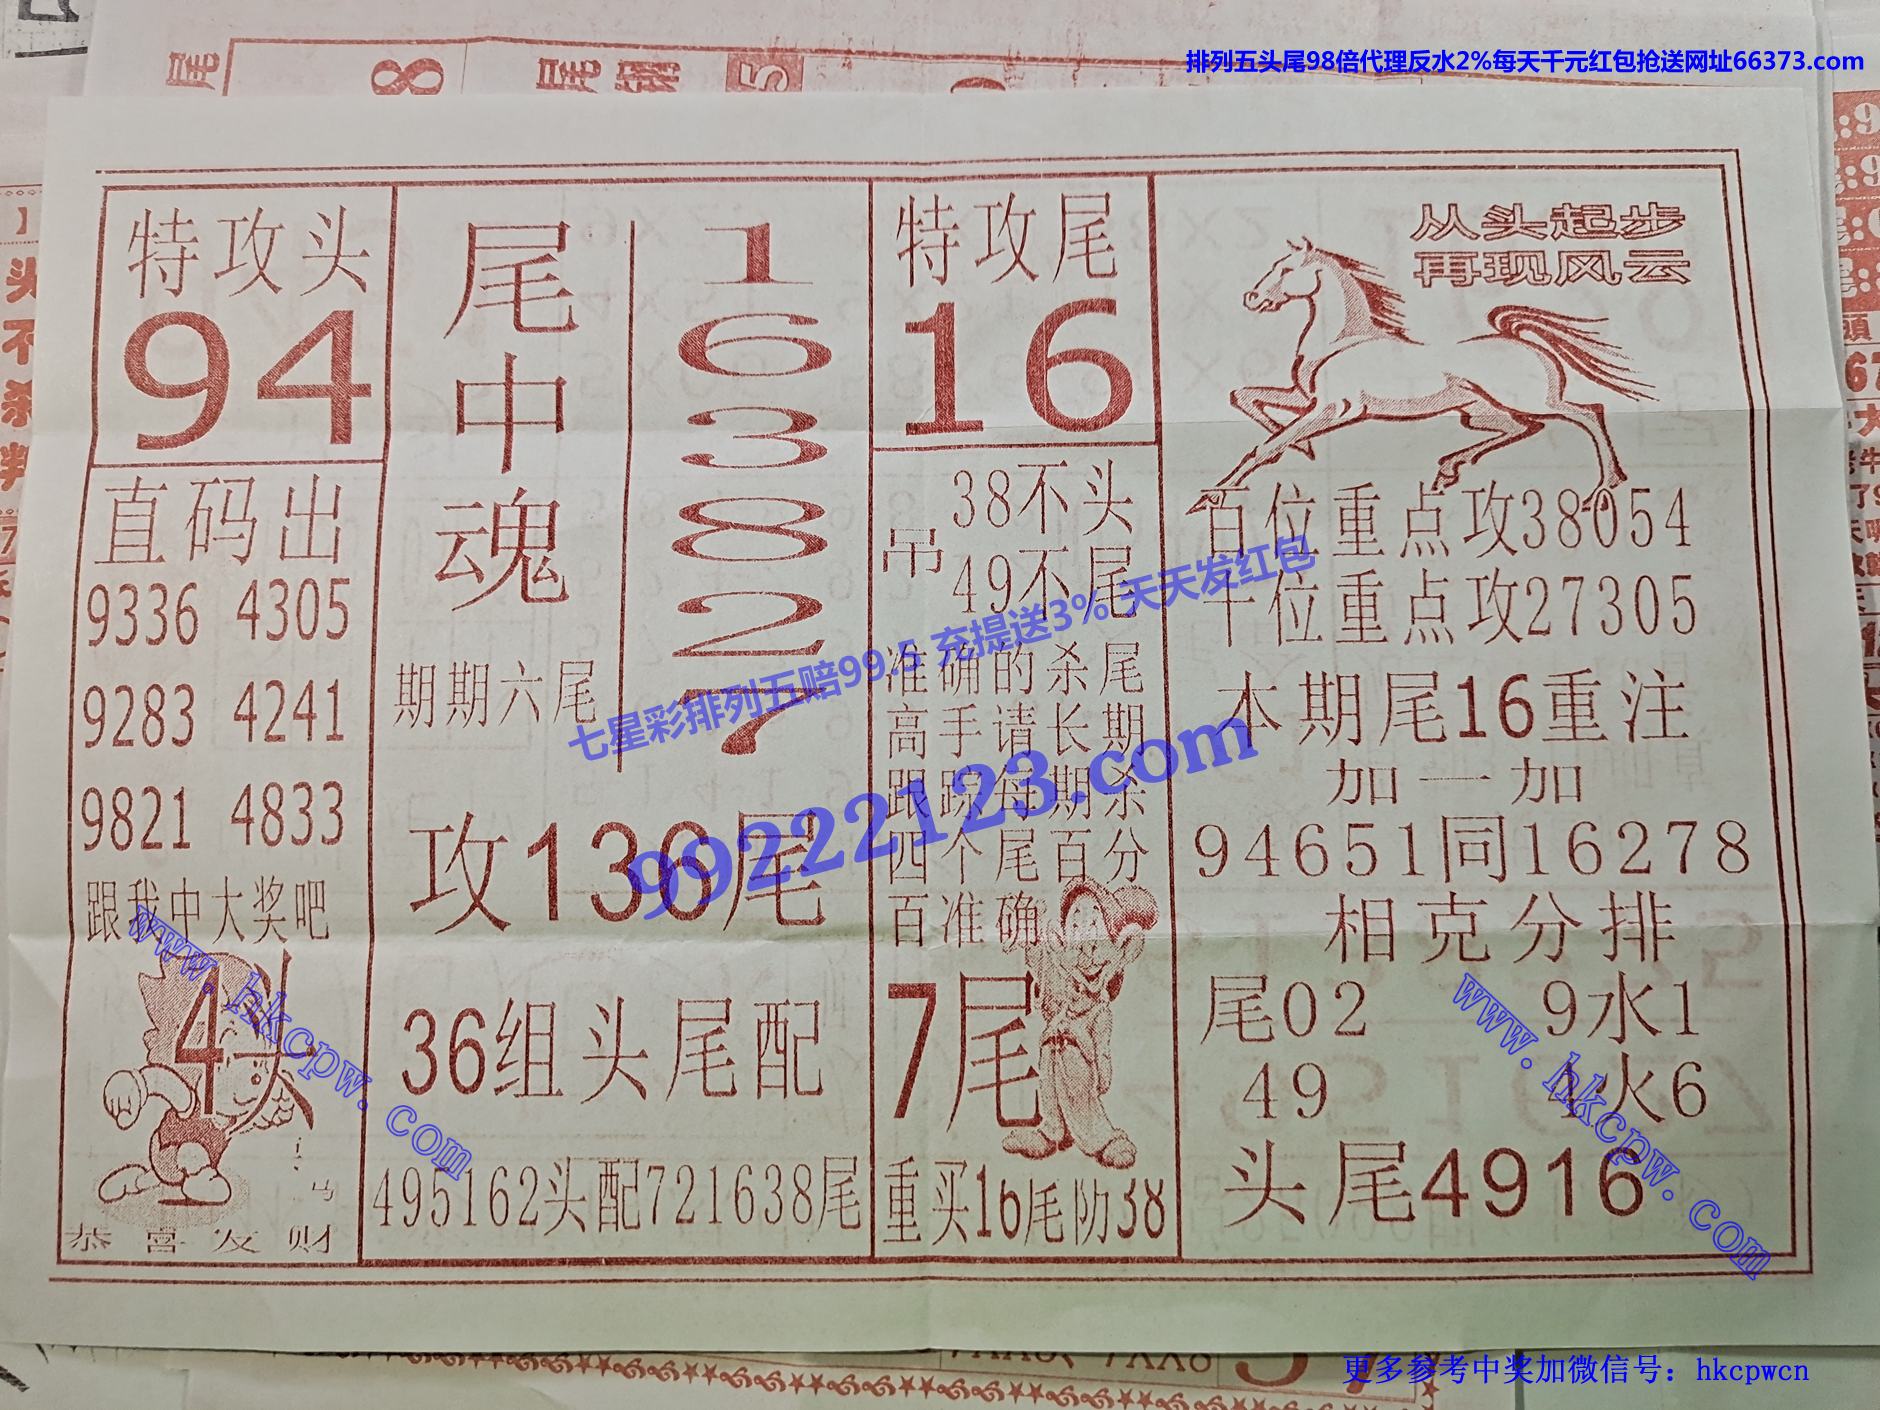 排列五头尾98倍代理反水2%每天千元红包抢送网址66373.com
特攻头
94
直码出
9336 4305
9283 4241
9821 4833
跟我中大奖吧
4头
恭喜发财
尾中魂
期期六尾
1
6
3
8
2
7
攻136尾
36组头尾配
495162头配721638尾
特攻尾
16
吊
38不头
49不尾
准确的杀尾
高手请长期
跟踪每期杀
四个尾百分
百准确
7尾
重买16尾防38
从头起步
再现风云
百位重点攻38054
千位重点攻27305
本期尾16重注
加一加
94651同16278
相克分排
尾02 9水1
49 1火6
头尾4916
七星彩排列五赔99.5 充提送3% 天天发红包
99222123.com
www.hkcpw.com
www.hkcpw.com
更多参考中奖加微信号：hkcpwcn